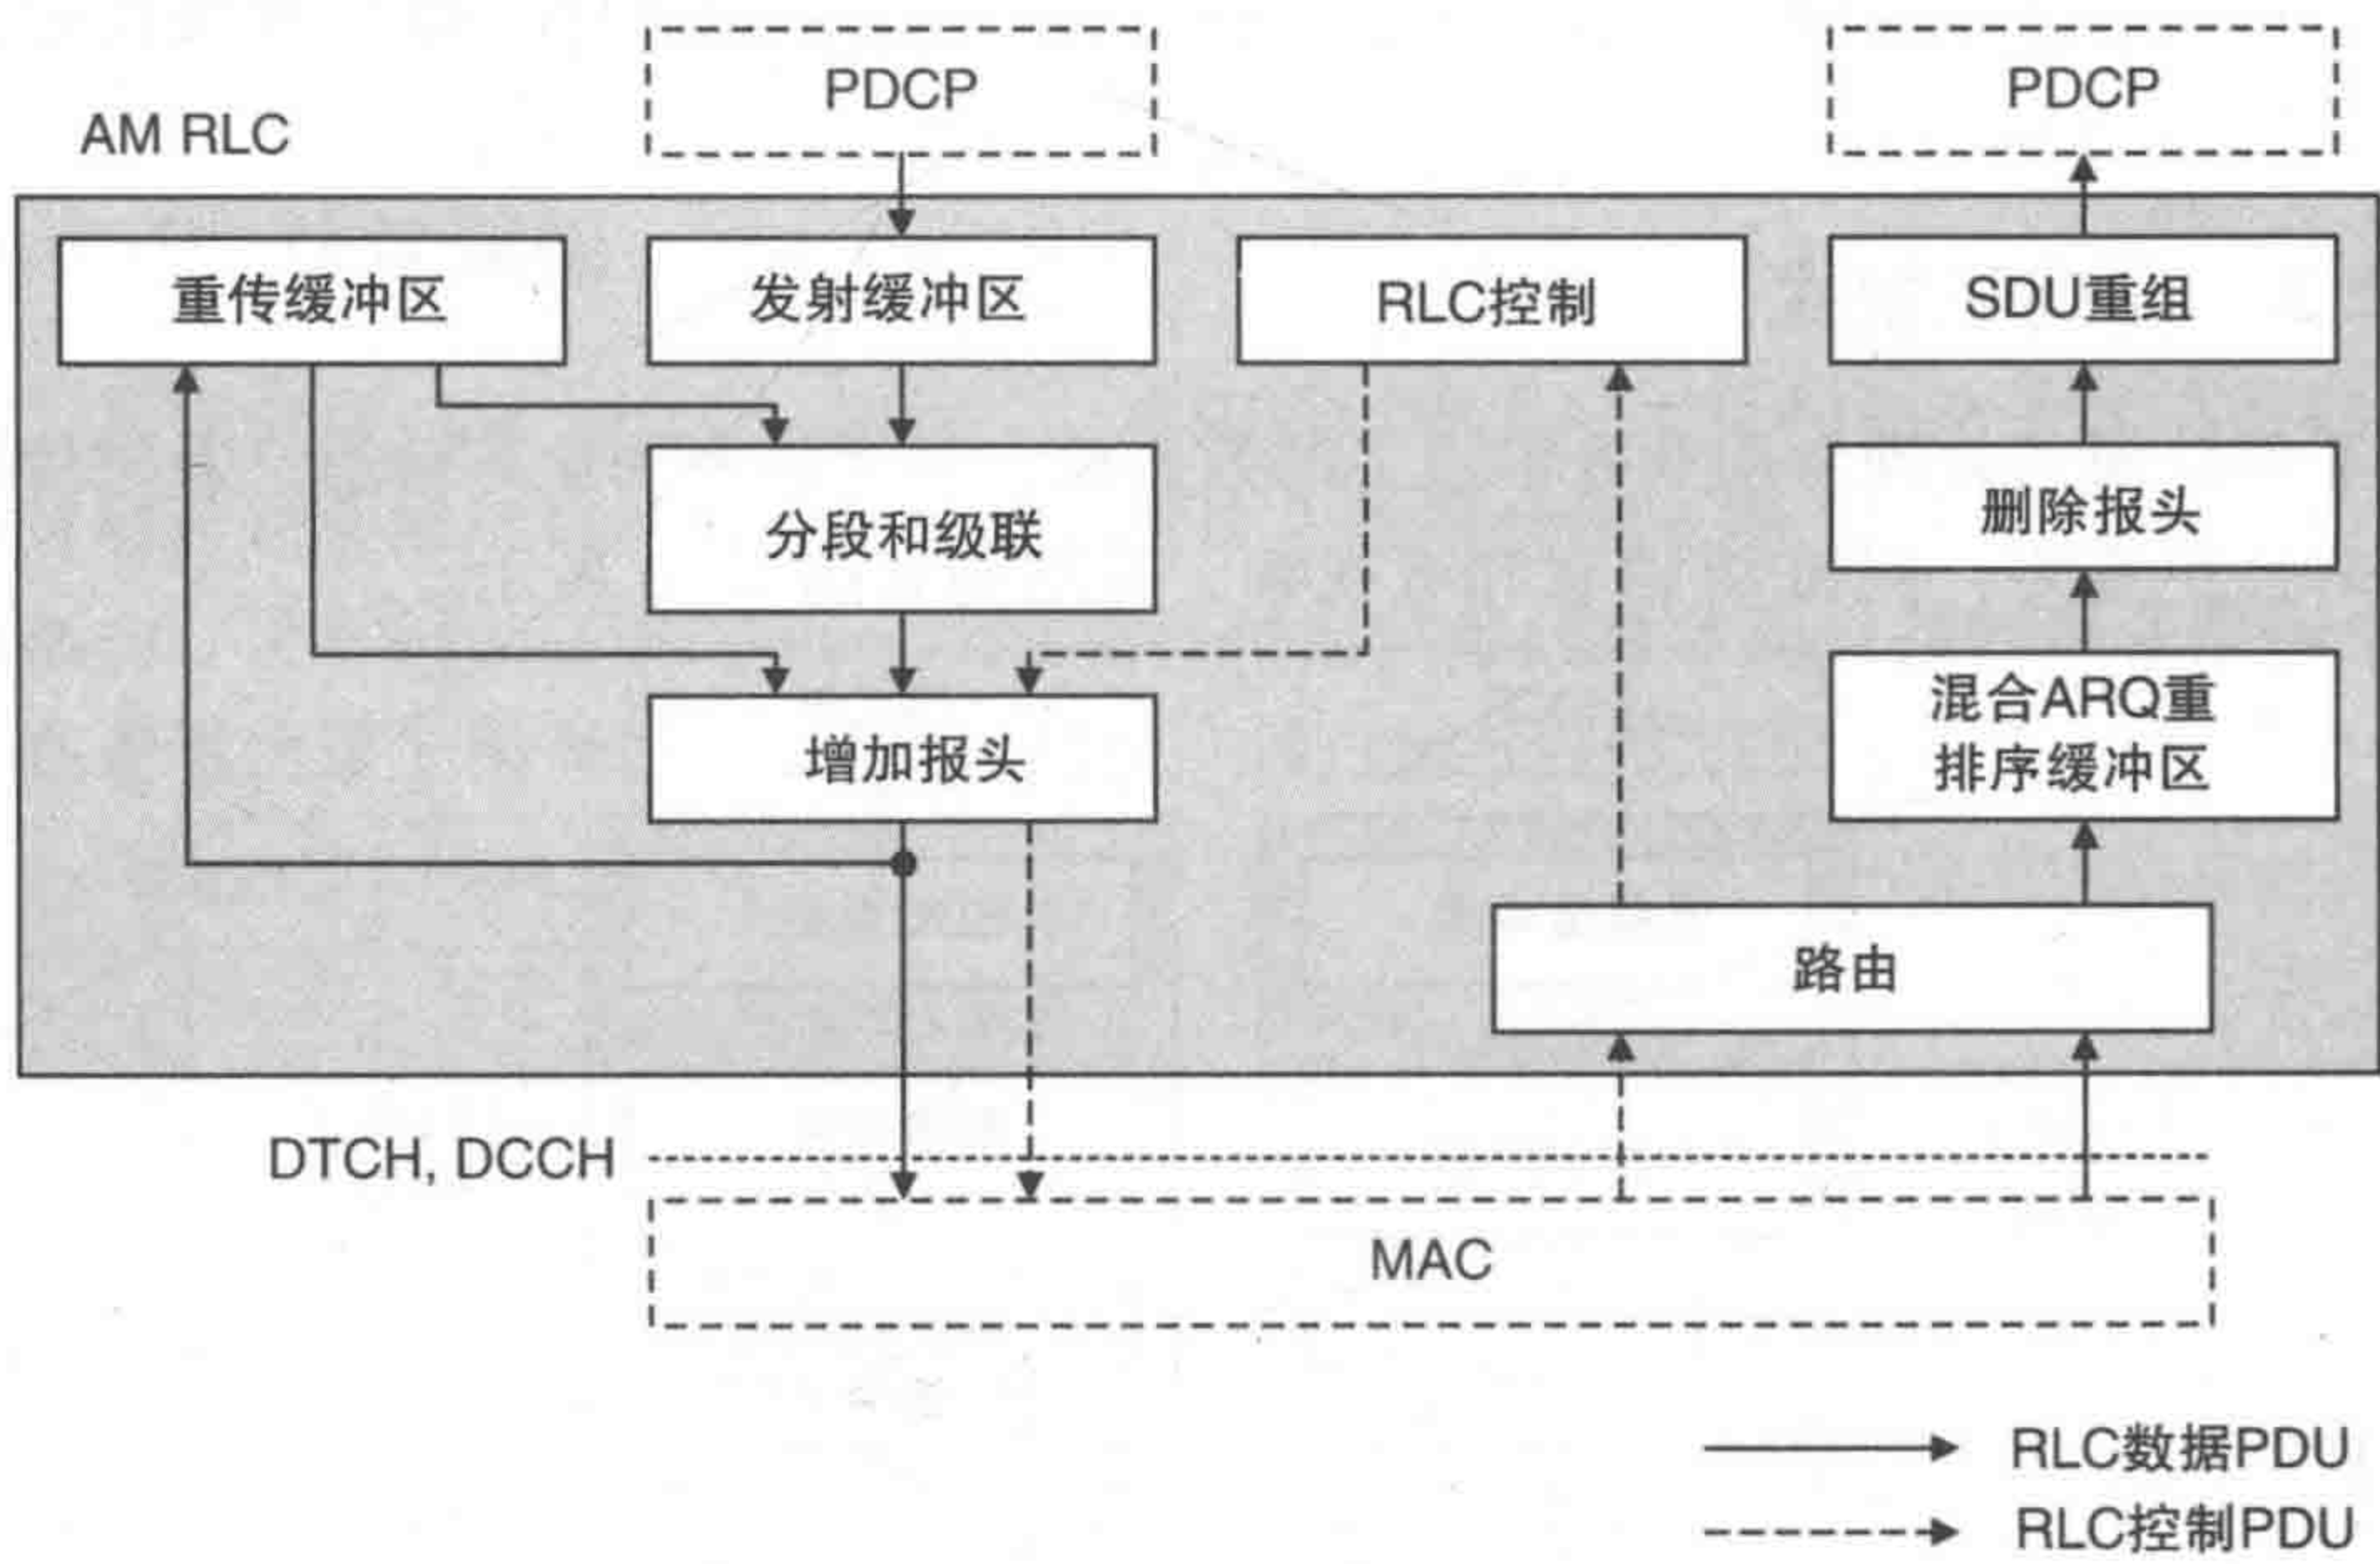 PDCP
PDCP
AM RLC
重传缓冲区
发射缓冲区
RLC控制
SDU重组
分段和级联
删除报头
增加报头
混合ARQ重
排序缓冲区
路由
DTCH, DCCH
MAC
RLC数据PDU
RLC控制PDU